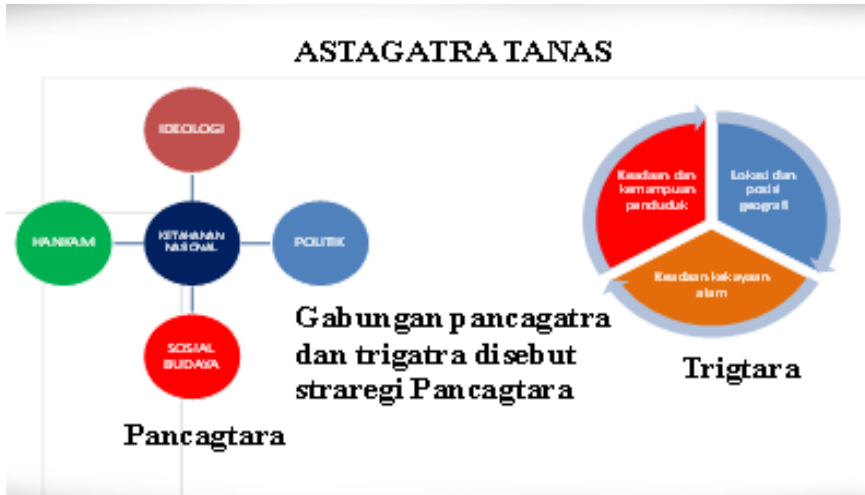 ASTAGATRA TANAS
IDEOLOGI
HANKAM
KETAHANAN
NASIONAL
POLITIK
SOSIAL
BUDAYA
Pancagtara
Gabungan pancagatra
dan trigatra disebut
straregi Pancagtara
Keadaan dan
kemampuan
penduduk
Lokasi dan
posisi
geografi
Keadaan kekayaan
alam
Trigtara